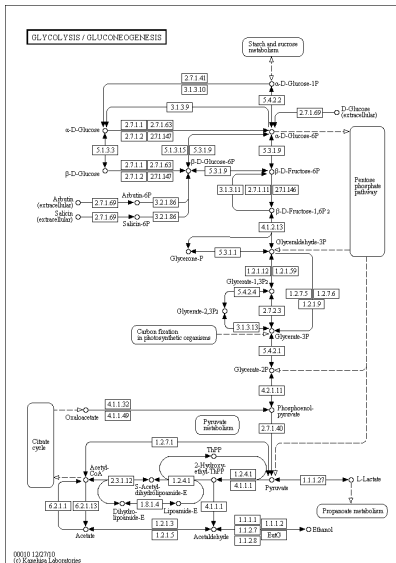 GLYCOLYSIS / GLUCONEOGENESIS
Starch and sucrose
metabolism
2.7.1.41
3.1.3.10
α-D-Glucose-1P
3.1.3.9
5.4.2.2
2.7.1.69
D-Glucose
(extracellular)
α-D-Glucose
2.7.1.1 2.7.1.63
2.7.1.2 2.7.1.147
α-D-Glucose-6P
5.1.3.3
5.1.3.15
5.3.1.9
5.3.1.9
β-D-Glucose
2.7.1.1 2.7.1.63
2.7.1.2 2.7.1.147
β-D-Glucose-6P
5.3.1.9
β-D-Fructose-6P
Pentose
phosphate
pathway
Arbutin
(extracellular)
Salicin
(extracellular)
2.7.1.69
Arbutin-6P
Salicin-6P
3.2.1.86
3.2.1.86
3.1.3.11
2.7.1.11
2.7.1.146
β-D-Fructose-1,6P2
4.1.2.13
Glyceraldehyde-3P
Glycerone-P
5.3.1.1
1.2.1.12
1.2.1.59
Glycerate-1,3P2
5.4.2.4
1.2.7.5 1.2.7.6
1.2.1.9
Glycerate-2,3P2
2.7.2.3
3.1.3.13
Carbon fixation
in photosynthetic organisms
Glycerate-3P
5.4.2.1
Glycerate-2P
4.2.1.11
4.1.1.32
4.1.1.49
Oxaloacetate
Phosphoenol-
pyruvate
Pyruvate
metabolism
2.7.1.40
Citrate
cycle
1.2.7.1
ThPP
Acetyl-
CoA
2.3.1.12
1.2.4.1
2-Hydroxy-
ethyl-ThPP
1.2.4.1
4.1.1.1
Pyruvate
1.1.1.27
L-Lactate
S-Acetyl-
dihydrolipoamide-E
6.2.1.1
6.2.1.13
Dihydro-
lipoamide-E
1.8.1.4
Lipoamide-E
4.1.1.1
Propanoate metabolism
Acetate
1.2.1.3
1.2.1.5
Acetaldehyde
1.1.1.1
1.1.1.2
1.1.2.7
EutG
1.1.2.8
Ethanol
00010 12/27/10
(c) Kanehisa Laboratories